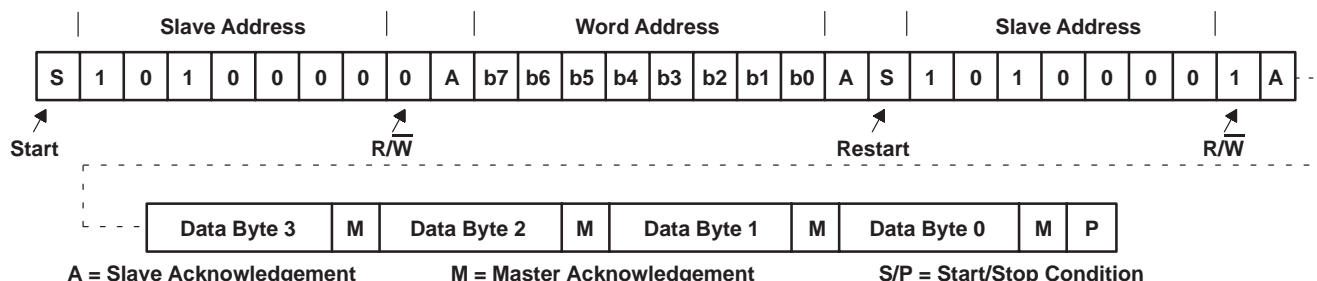 Slave Address Word Address Slave Address
S 1 0 1 0 0 0 0 0 A b7 b6 b5 b4 b3 b2 b1 b0 A S 1 0 1 0 0 0 0 1 A
Start R/W Restart R/W
Data Byte 3 M Data Byte 2 M Data Byte 1 M Data Byte 0 M P
A = Slave Acknowledgement M = Master Acknowledgement S/P = Start/Stop Condition